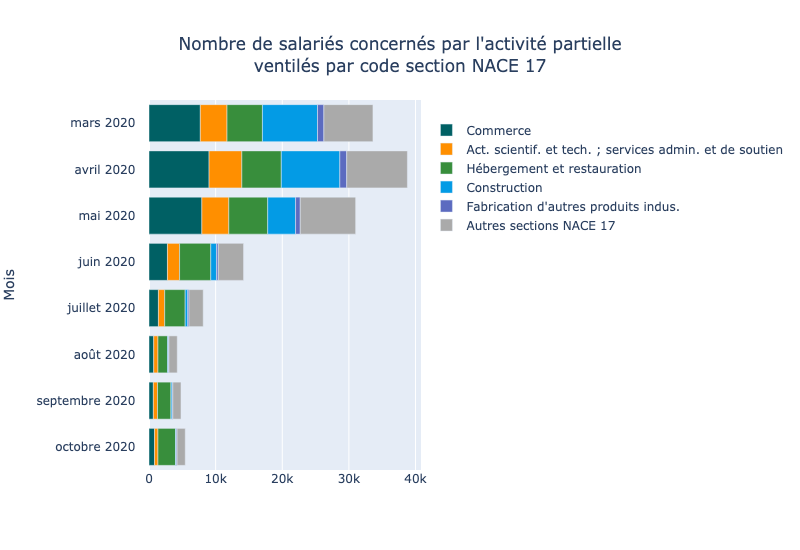 Nombre de salariés concernés par l'activité partielle
ventilés par code section NACE 17
mars 2020
avril 2020
mai 2020
juin 2020
juillet 2020
août 2020
septembre 2020
octobre 2020
Mois
0 10k 20k 30k 40k
Commerce
Act. scientif. et tech. ; services admin. et de soutien
Hébergement et restauration
Construction
Fabrication d'autres produits indus.
Autres sections NACE 17